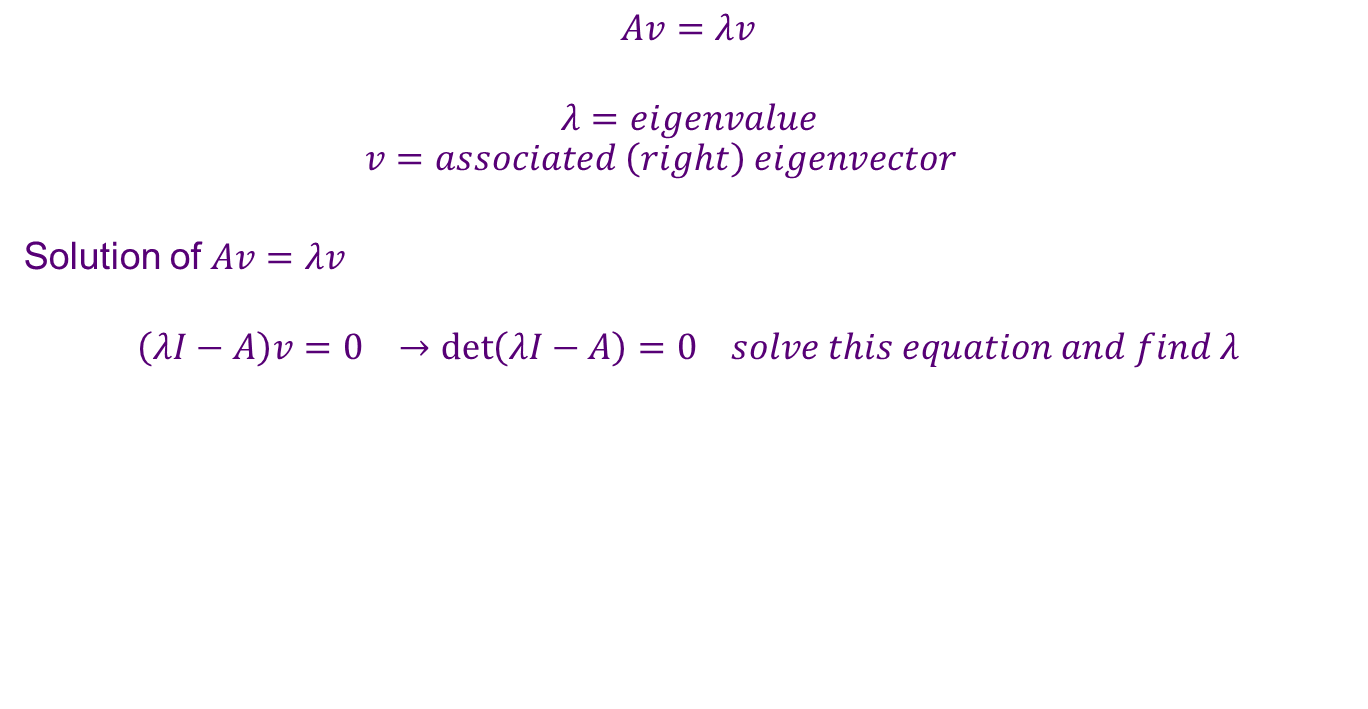 Av = λv
λ = eigenvalue
v = associated (right) eigenvector
Solution of Av = λv
(λI − A)v = 0 → det(λI − A) = 0 solve this equation and find λ